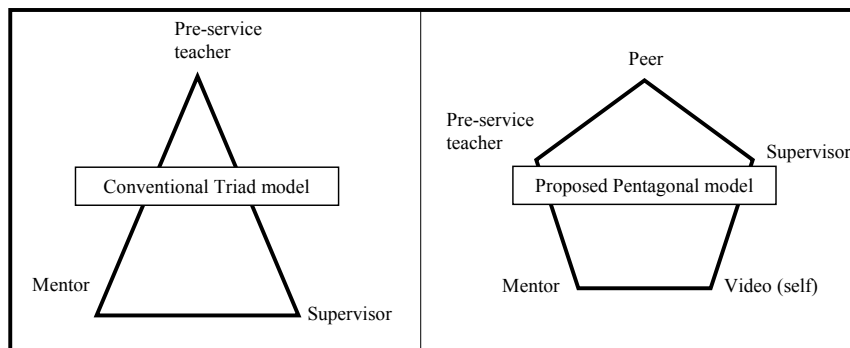 Pre-service
teacher
Conventional Triad model
Mentor
Supervisor
Peer
Pre-service
teacher
Supervisor
Proposed Pentagonal model
Mentor
Video (self)